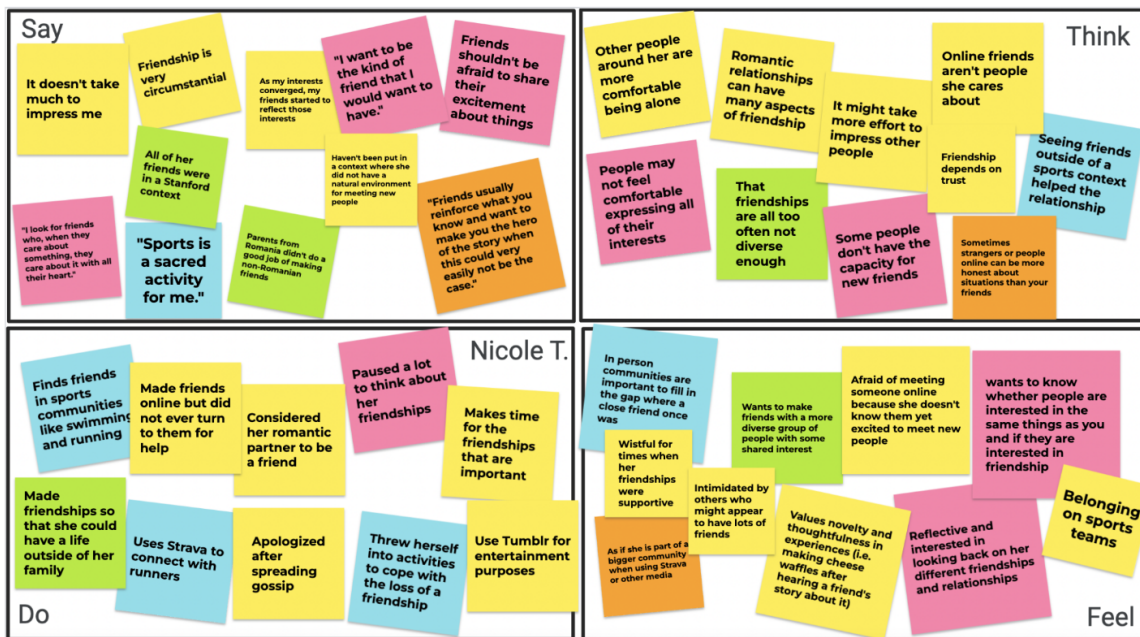 Say
It doesn't take
much to
impress me
Friendship is
very
circumstantial
As my interests
converged, my
friends started to
reflect those
interests
"I want to be
the kind of
friend that I
would want to
have."
Friends
shouldn't be
afraid to share
their
excitement
about things
All of her
friends were
in a Stanford
context
Haven't been put
in a context where she
did not have a
natural environment
for meeting new
people
"I look for friends
who, when they
care about
something, they
care about it with all
their heart."
"Sports is
a sacred
activity
for me."
Parents from
Romania didn't do a
good job of making
non-Romanian
friends
"Friends usually
reinforce what you
know and want to
make you the hero
of the story when
this could very
easily not be the
case."
Think
Other people
around her are
more
comfortable
being alone
Romantic
relationships
can have
many aspects
of friendship
It might take
more effort to
impress other
people
Online friends
aren't people
she cares
about
Friendship
depends on
trust
Seeing friends
outside of a
sports context
helped the
relationship
People may
not feel
comfortable
expressing all
of their
interests
That
friendships
are all too
often not
diverse
enough
Some people
don't have the
capacity for
new friends
Sometimes
strangers or people
online can be more
honest about
situations than your
friends
Nicole T.
Finds friends
in sports
communities
like swimming
and running
Made friends
online but did
not ever turn
to them for
help
Considered
her romantic
partner to be
a friend
Paused a lot
to think about
her
friendships
Makes time
for the
friendships
that are
important
Made
friendships so
that she could
have a life
outside of her
family
Uses Strava to
connect with
runners
Apologized
after
spreading
gossip
Threw herself
into activities
to cope with
the loss of a
friendship
Use Tumblr for
entertainment
purposes
Do
In person
communities are
important to fill in
the gap where a
close friend once
was
Wistful for
times when
her
friendships
were
supportive
Wants to make
friends with a more
diverse group of
people with some
shared interest
Afraid of meeting
someone online
because she doesn't
know them yet
excited to meet new
people
wants to know
whether people are
interested in the
same things as you
and if they are
interested in
friendship
As if she is part of a
bigger community
when using Strava
or other media
Intimidated by
others who
might appear
to have lots of
friends
Values novelty and
thoughtfulness in
experiences (i.e.
making cheese
waffles after
hearing a friend's
story about it)
Reflective and
interested in
looking back on her
different friendships
and relationships
Belonging
on sports
teams
Feel